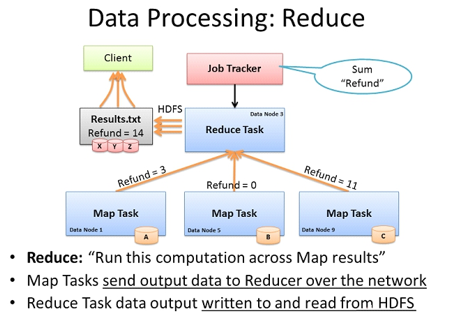 Data Processing: Reduce
Client
Job Tracker
Sum
"Refund"
HDFS
Results.txt
Refund = 14
X Y Z
Data Node 3
Reduce Task
Refund = 3
Refund = 0
Refund = 11
Map Task
Data Node 1
A
Map Task
Data Node 5
B
Map Task
Data Node 9
C
• Reduce: “Run this computation across Map results”
• Map Tasks send output data to Reducer over the network
• Reduce Task data output written to and read from HDFS